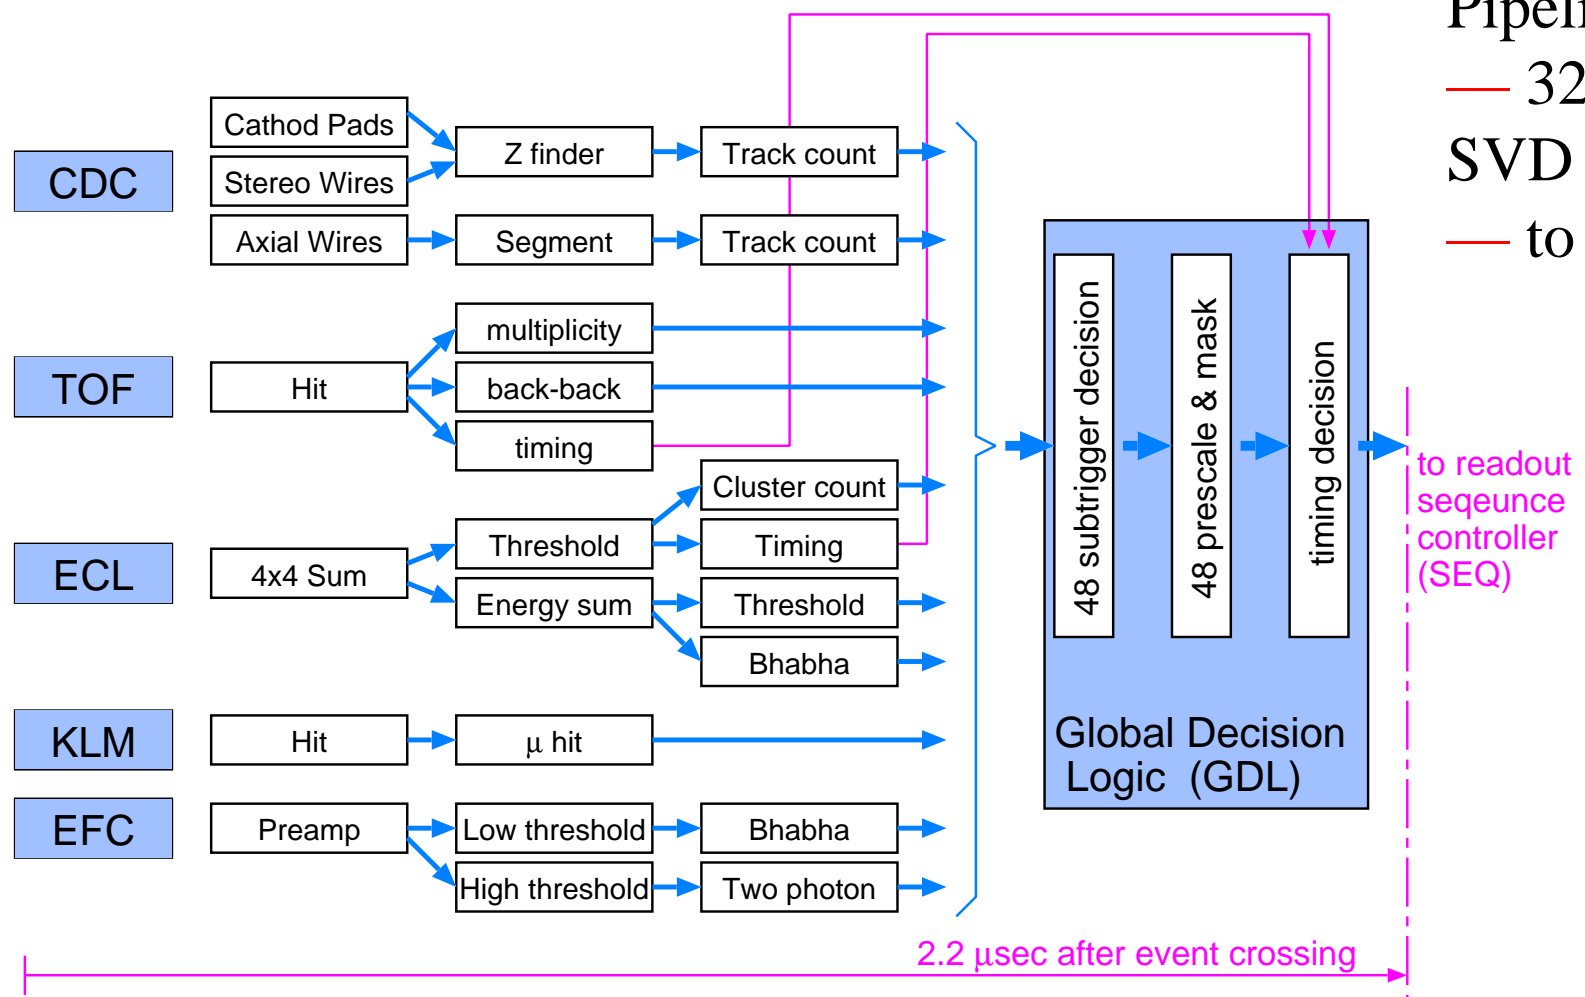 Pipeli
— 32
SVD
— to
CDC
Cathod Pads
Stereo Wires
Axial Wires
Z finder
Segment
Track count
Track count
TOF
Hit
multiplicity
back-back
timing
ECL
4x4 Sum
Threshold
Energy sum
Cluster count
Timing
Threshold
Bhabha
KLM
Hit
μ hit
EFC
Preamp
Low threshold
High threshold
Bhabha
Two photon
48 subtrigger decision
48 prescale & mask
timing decision
Global Decision
Logic (GDL)
to readout
seqeunce
controller
(SEQ)
2.2 μsec after event crossing